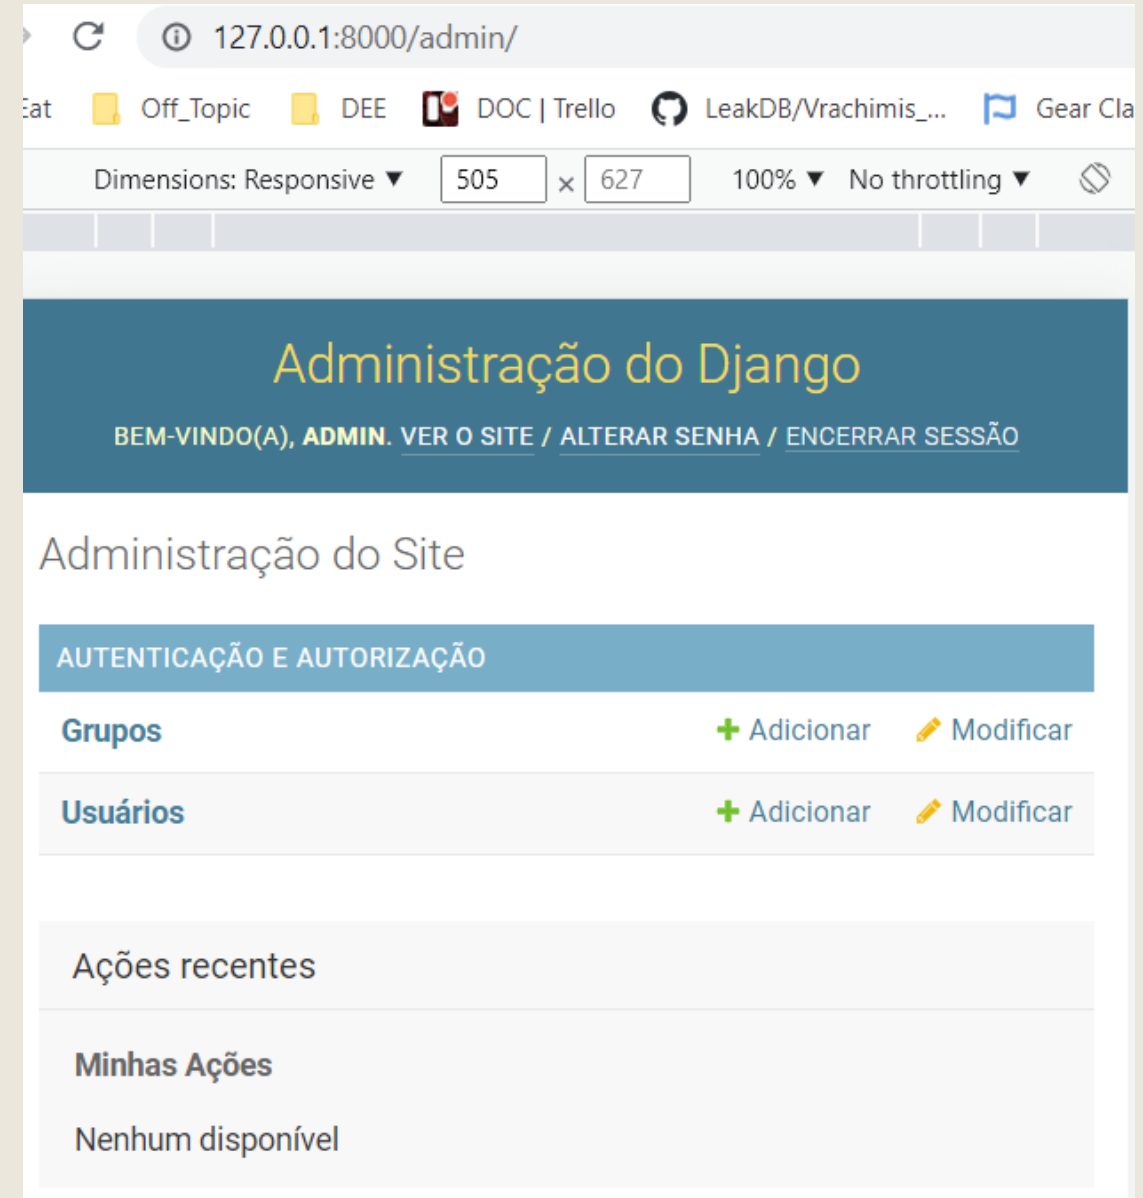 127.0.0.1:8000/admin/
Eat Off_Topic DEE DOC | Trello LeakDB/Vrachimis_... Gear Cla
Dimensions: Responsive ▼ 505 × 627 100% ▼ No throttling ▼
Administração do Django
BEM-VINDO(A), ADMIN. VER O SITE / ALTERAR SENHA / ENCERRAR SESSÃO
Administração do Site
AUTENTICAÇÃO E AUTORIZAÇÃO
Grupos Adicionar Modificar
Usuários Adicionar Modificar
Ações recentes
Minhas Ações
Nenhum disponível